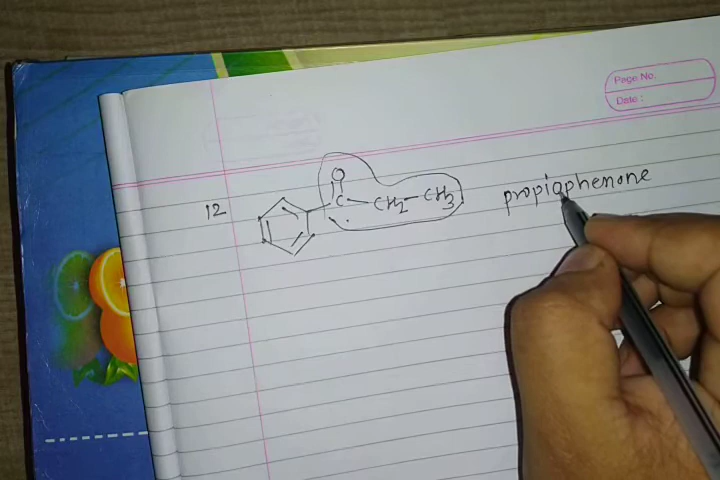 Page No.
Date :
12
O
C — CH2 — CH3
propiophenone